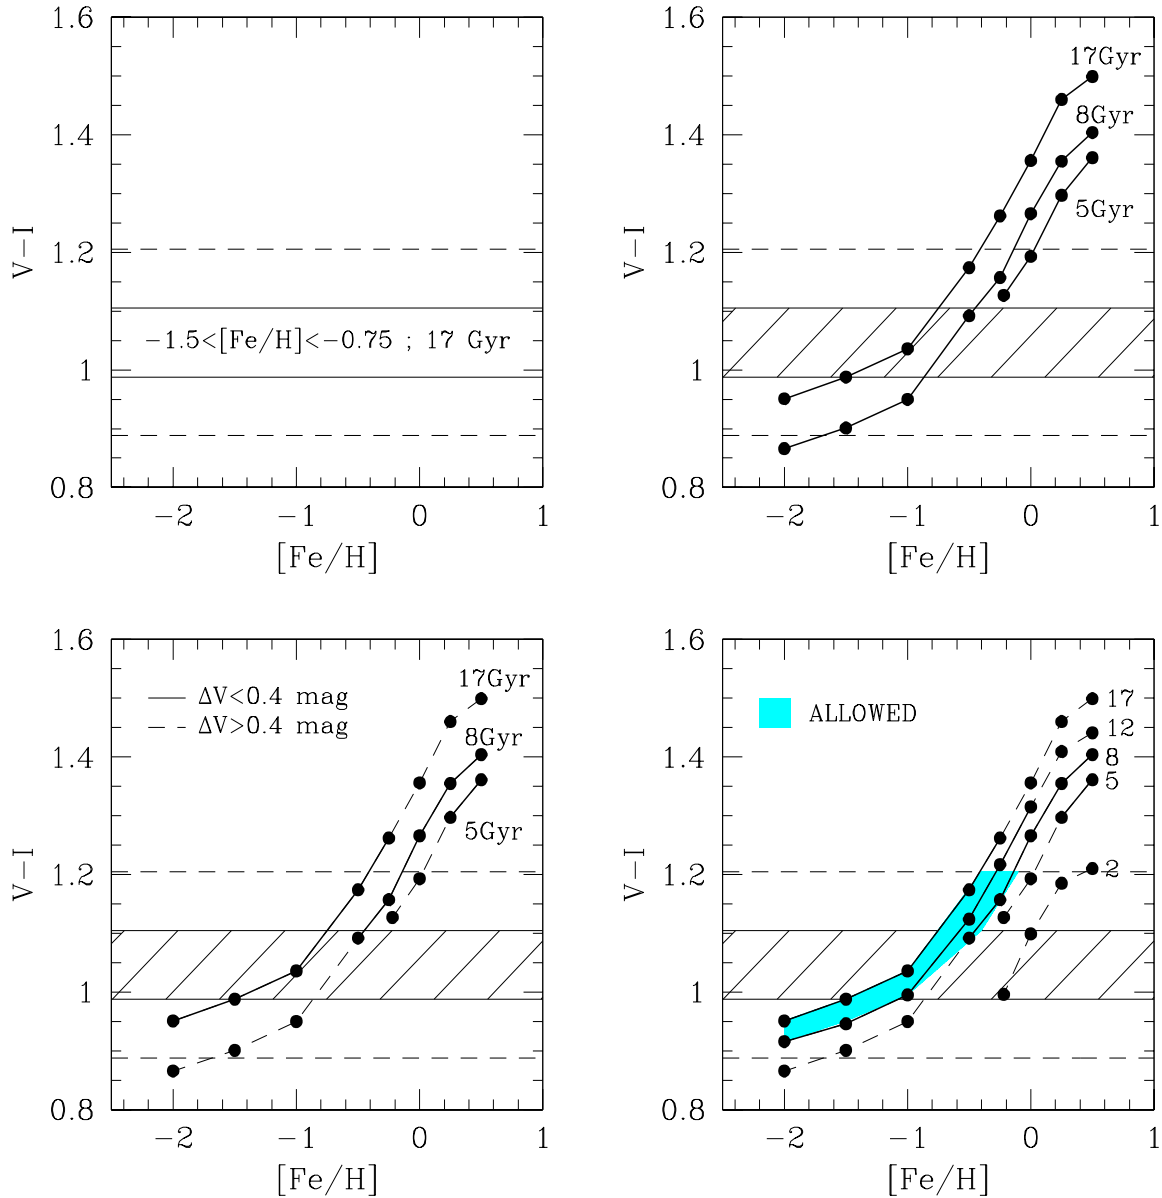 1.6
1.4
1.2
1
0.8
V-I
-1.5<[Fe/H]<-0.75 ; 17 Gyr
-2 -1 0 1
[Fe/H]
1.6
1.4
1.2
1
0.8
V-I
17Gyr
8Gyr
5Gyr
-2 -1 0 1
[Fe/H]
1.6
1.4
1.2
1
0.8
V-I
ΔV<0.4 mag
ΔV>0.4 mag
17Gyr
8Gyr
5Gyr
-2 -1 0 1
[Fe/H]
1.6
1.4
1.2
1
0.8
V-I
ALLOWED
17
12
8
5
2
-2 -1 0 1
[Fe/H]